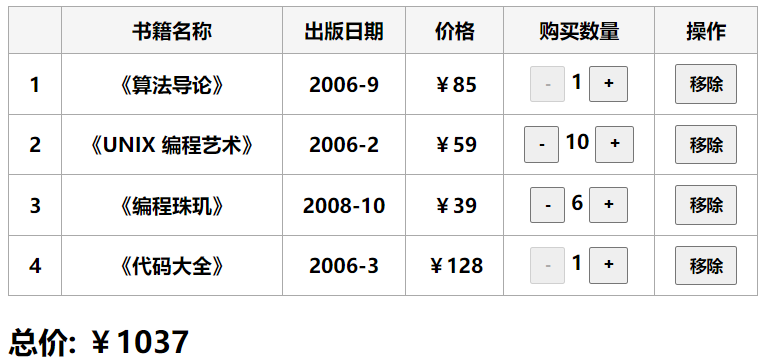 书籍名称 出版日期 价格 购买数量 操作
1 《算法导论》 2006-9 ￥85 - 1 + 移除
2 《UNIX 编程艺术》 2006-2 ￥59 - 10 + 移除
3 《编程珠玑》 2008-10 ￥39 - 6 + 移除
4 《代码大全》 2006-3 ￥128 - 1 + 移除
总价: ￥1037